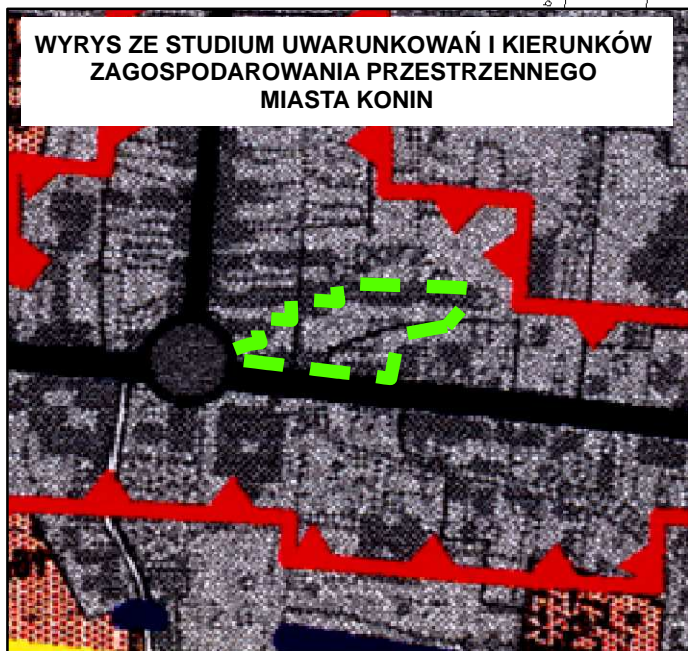 WYRYS ZE STUDIUM UWARUNKOWAŃ I KIERUNKÓW
ZAGOSPODAROWANIA PRZESTRZENNEGO
MIASTA KONIN